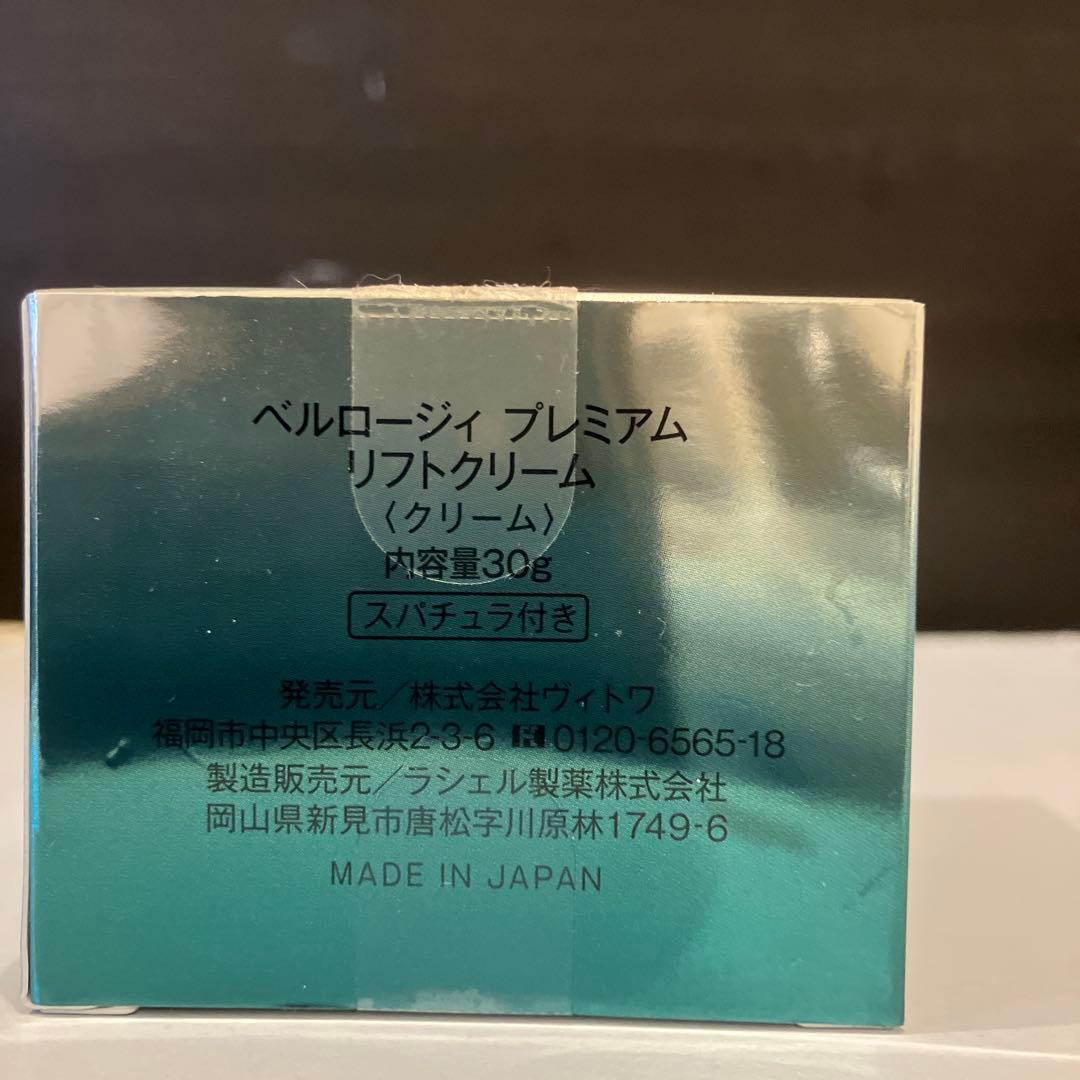 ベルロージィ プレミアム
リフトクリーム
〈クリーム〉
内容量30g
スパチュラ付き
発売元／株式会社ヴィトワ
福岡市中央区長浜2-3-6 0120-6565-18
製造販売元／ラシェル製薬株式会社
岡山県新見市唐松字川原林1749-6
MADE IN JAPAN